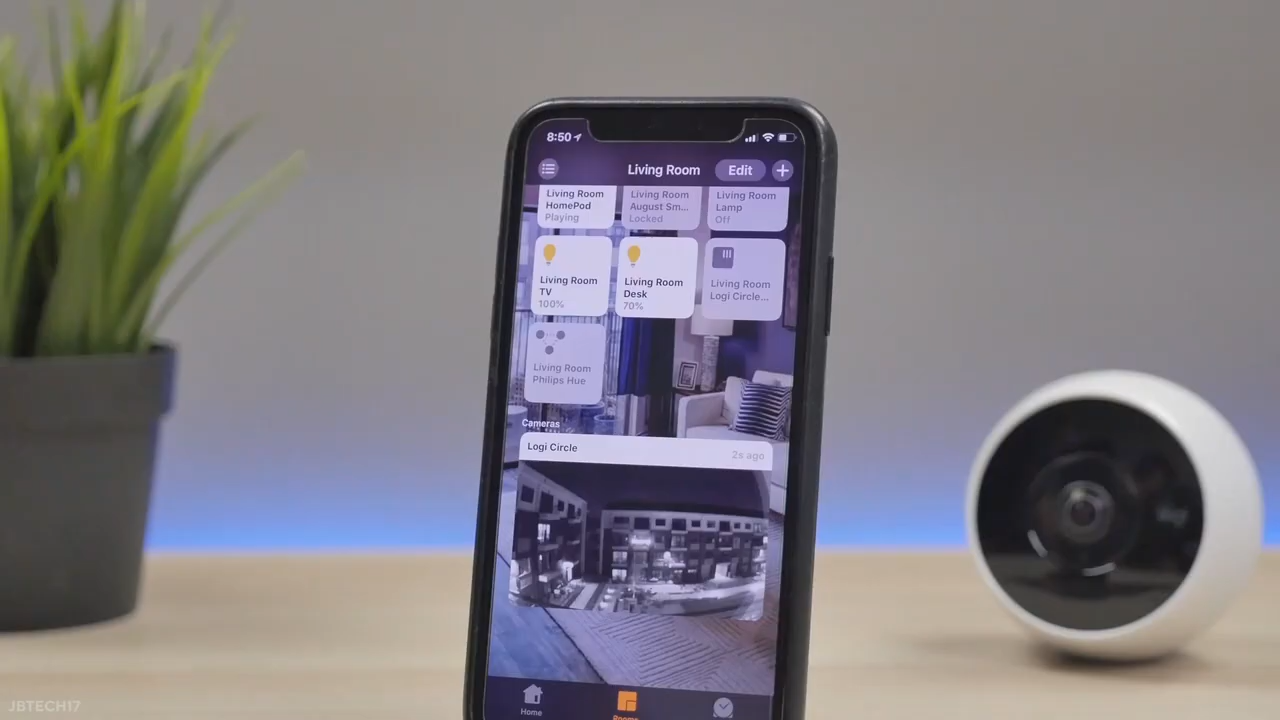 8:50
Living Room
Edit
Living Room
HomePod
Playing
Living Room
August Sm...
Locked
Living Room
Lamp
Off
Living Room
TV
100%
Living Room
Desk
70%
Living Room
Logi Circle...
Living Room
Philips Hue
Cameras
Logi Circle
2s ago
Home
Rooms
JBTECH17